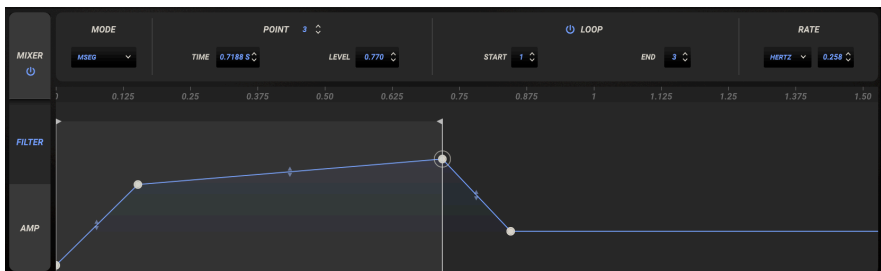 MODE POINT 3 LOOP RATE
MIXER MSEG TIME 0.7188 S LEVEL 0.770 START 1 END 3 HERTZ 0.258
0.125 0.25 0.375 0.50 0.625 0.75 0.875 1 1.125 1.25 1.375 1.50
FILTER
AMP